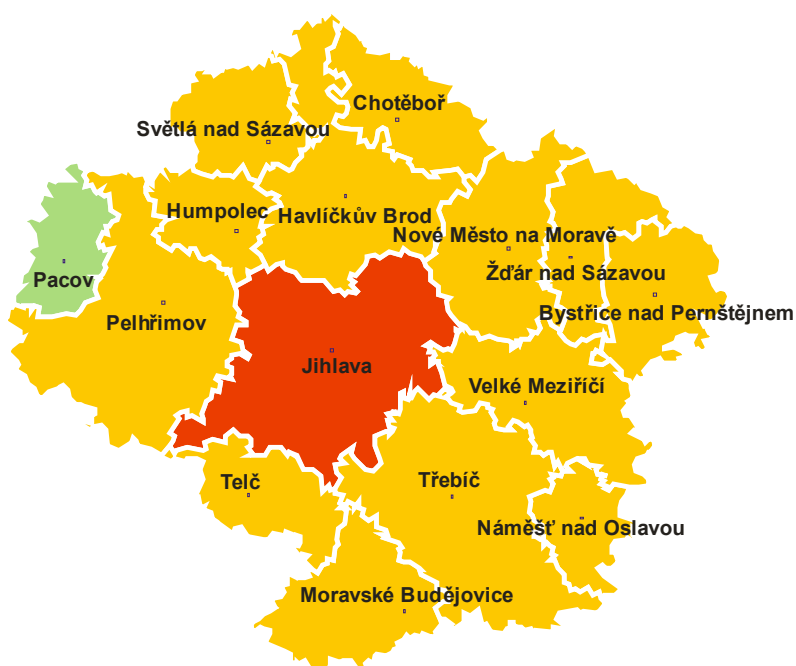 Chotěboř
Světlá nad Sázavou
Humpolec
Havlíčkův Brod
Nové Město na Moravě
Žďár nad Sázavou
Pacov
Bystřice nad Pernštějnem
Pelhřimov
Jihlava
Velké Meziříčí
Telč
Třebíč
Náměšť nad Oslavou
Moravské Budějovice